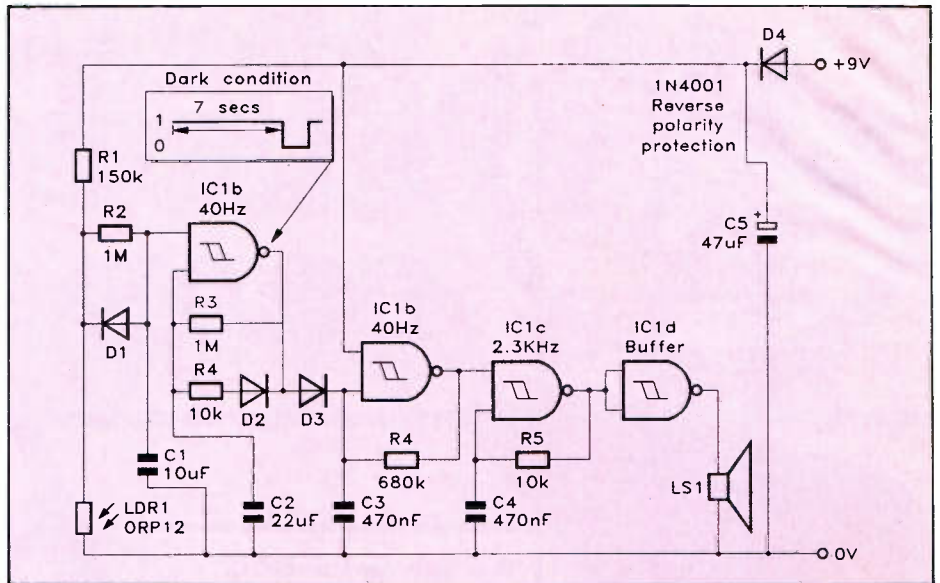 D4
+9V
Dark condition
7 secs
1
0
1N4001
Reverse
polarity
protection
R1
150k
IC1b
40Hz
R2
1M
C5
+
47uF
R3
1M
D1
IC1b
40Hz
IC1c
2.3KHz
IC1d
Buffer
R4
10k
D2
D3
R4
680k
R5
10k
LS1
C1
10uF
LDR1
ORP12
C2
22uF
C3
470nF
C4
470nF
0V